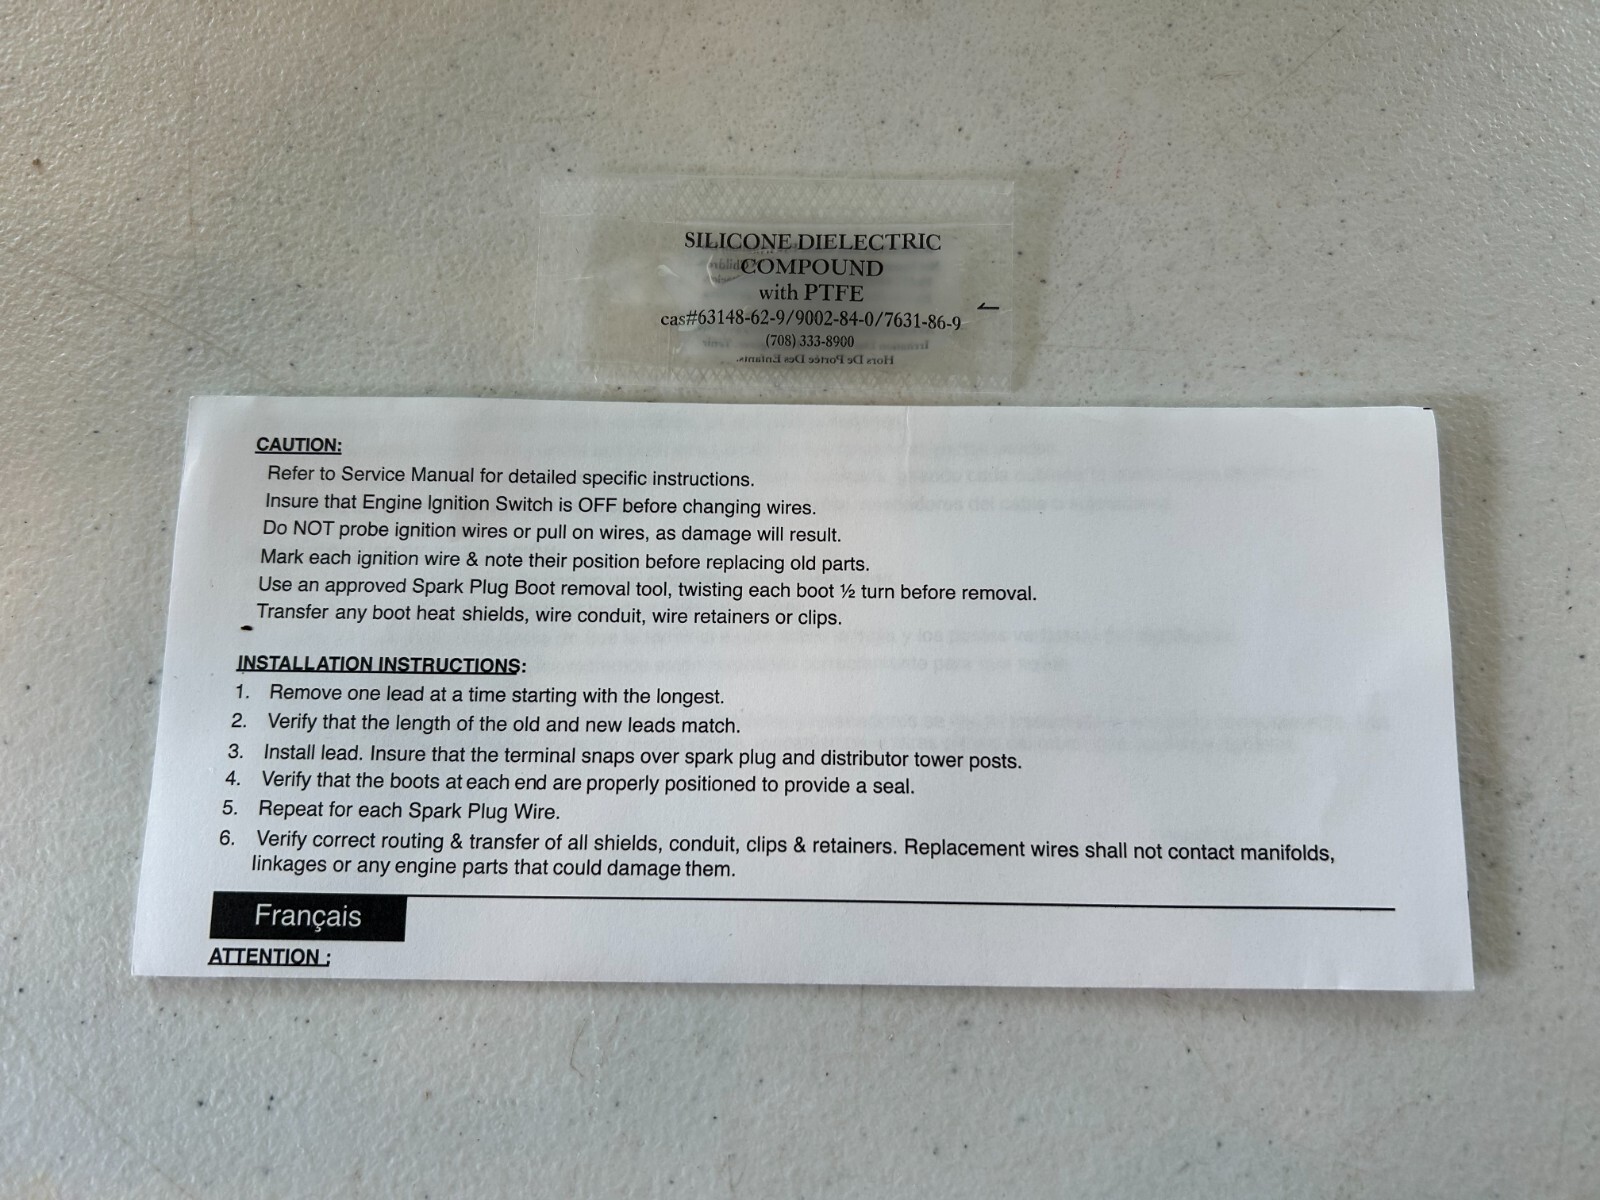 SILICONE DIELECTRIC
COMPOUND
with PTFE
cas#63148-62-9/9002-84-0/7631-86-9
(708) 333-8900
Hors De Portée Des Enfants.
CAUTION:
Refer to Service Manual for detailed specific instructions.
Insure that Engine Ignition Switch is OFF before changing wires.
Do NOT probe ignition wires or pull on wires, as damage will result.
Mark each ignition wire & note their position before replacing old parts.
Use an approved Spark Plug Boot removal tool, twisting each boot ½ turn before removal.
Transfer any boot heat shields, wire conduit, wire retainers or clips.
INSTALLATION INSTRUCTIONS:
1. Remove one lead at a time starting with the longest.
2. Verify that the length of the old and new leads match.
3. Install lead. Insure that the terminal snaps over spark plug and distributor tower posts.
4. Verify that the boots at each end are properly positioned to provide a seal.
5. Repeat for each Spark Plug Wire.
6. Verify correct routing & transfer of all shields, conduit, clips & retainers. Replacement wires shall not contact manifolds,
linkages or any engine parts that could damage them.
Français
ATTENTION :